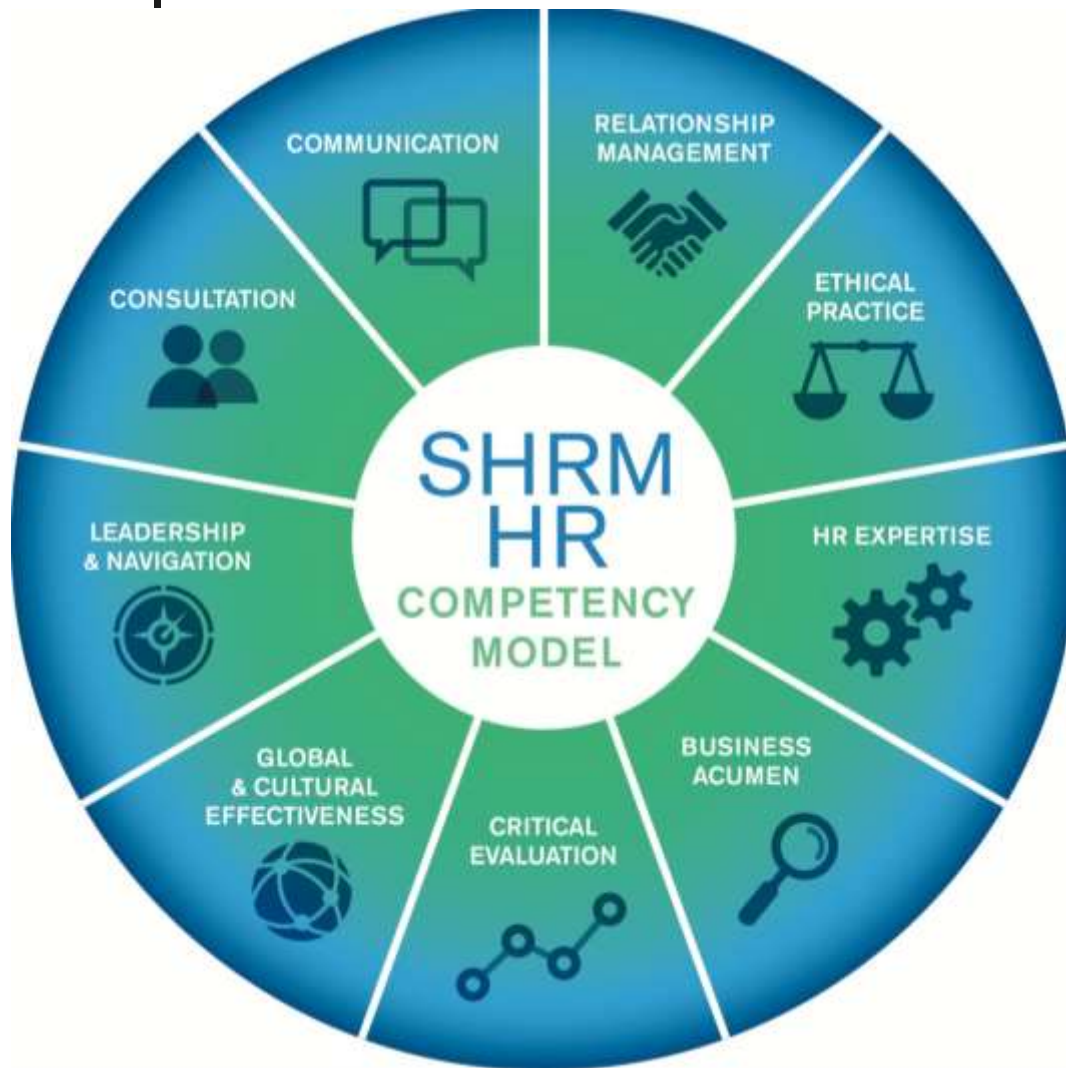 SHRM
HR
COMPETENCY
MODEL
RELATIONSHIP
MANAGEMENT
ETHICAL
PRACTICE
HR EXPERTISE
BUSINESS
ACUMEN
CRITICAL
EVALUATION
GLOBAL
& CULTURAL
EFFECTIVENESS
LEADERSHIP
& NAVIGATION
CONSULTATION
COMMUNICATION